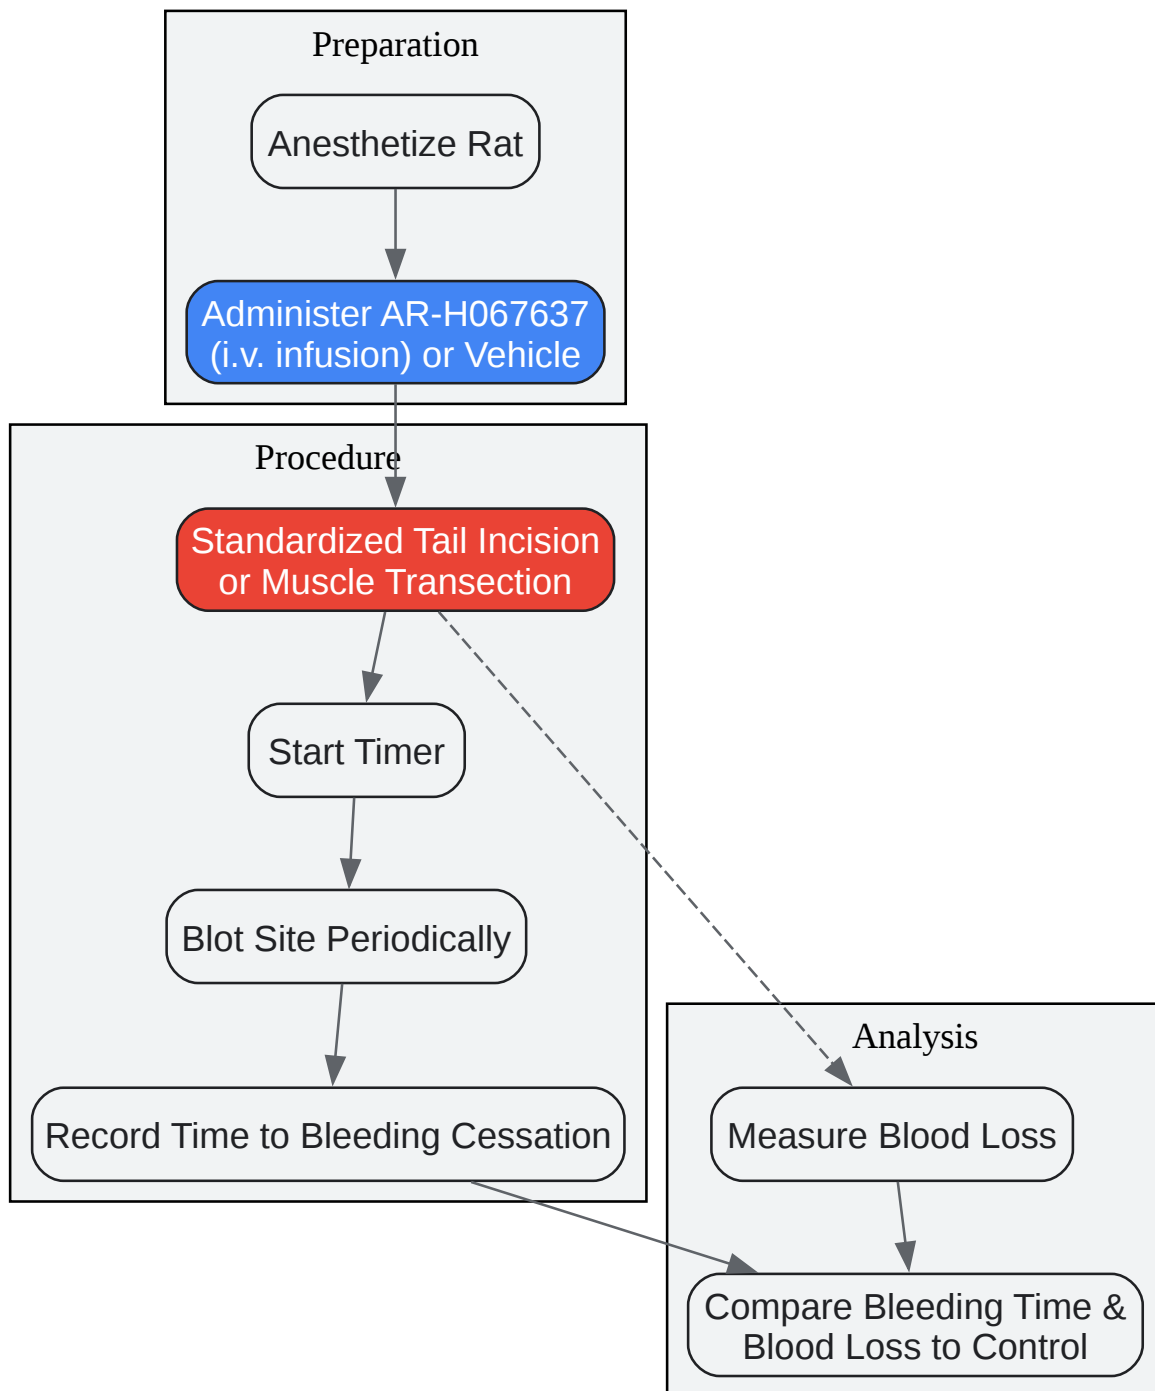 Preparation
Anesthetize Rat
Administer AR-H067637
(i.v. infusion) or Vehicle
Procedure
Standardized Tail Incision
or Muscle Transection
Start Timer
Blot Site Periodically
Record Time to Bleeding Cessation
Analysis
Measure Blood Loss
Compare Bleeding Time &
Blood Loss to Control